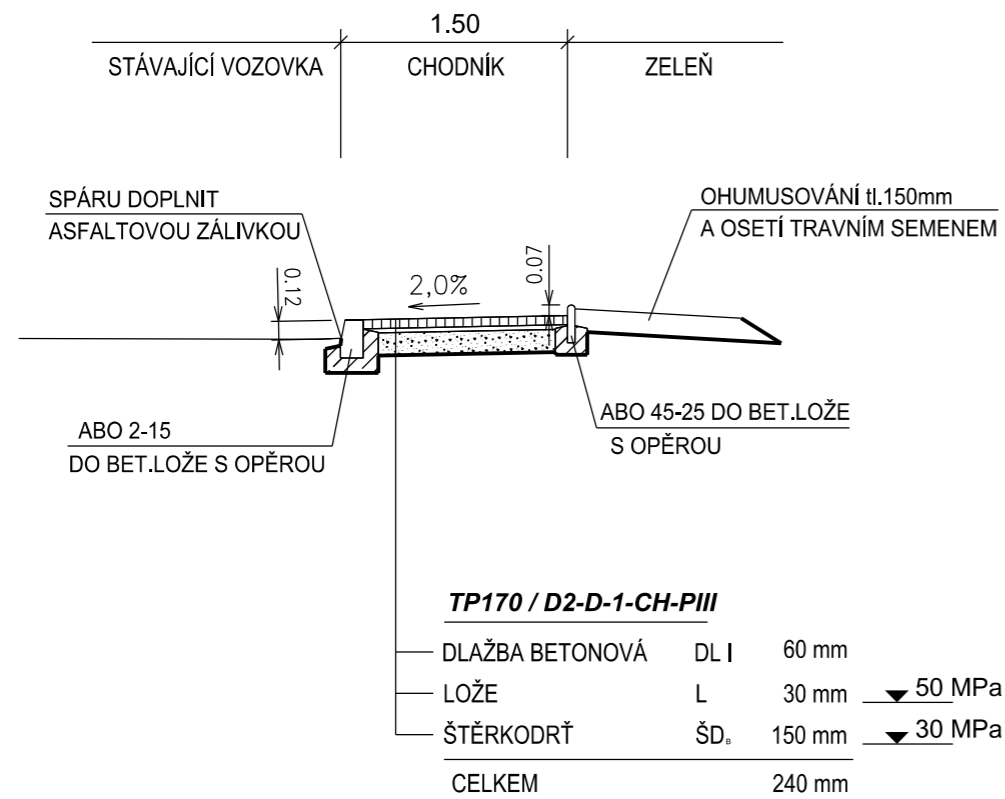 1.50
STÁVAJÍCÍ VOZOVKA CHODNÍK ZELEŇ
SPÁRU DOPLNIT
ASFALTOVOU ZÁLIVKOU
OHUMUSOVÁNÍ tl.150mm
A OSETÍ TRAVNÍM SEMENEM
0.12
2,0%
0.07
ABO 2-15
DO BET.LOŽE S OPĚROU
ABO 45-25 DO BET.LOŽE
S OPĚROU
TP170 / D2-D-1-CH-PIII
DLAŽBA BETONOVÁ DL I 60 mm
LOŽE L 30 mm 50 MPa
ŠTĚRKODRŤ ŠDB 150 mm 30 MPa
CELKEM 240 mm